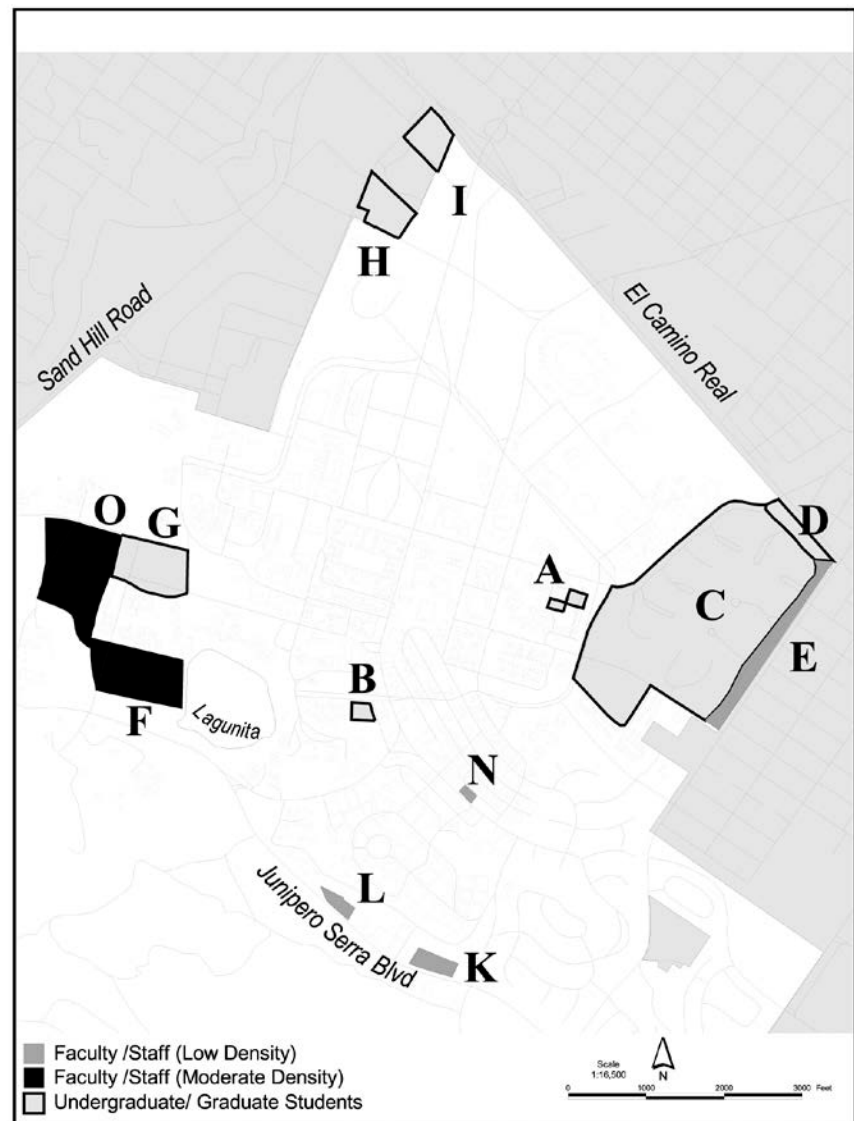 I
H
Sand Hill Road
El Camino Real
O
G
D
A
C
E
B
F
Lagunita
N
L
Junipero Serra Blvd
K
Faculty /Staff (Low Density)
Faculty /Staff (Moderate Density)
Undergraduate/ Graduate Students
Scale
1:16,500
N
0 1000 2000 3000 Feet